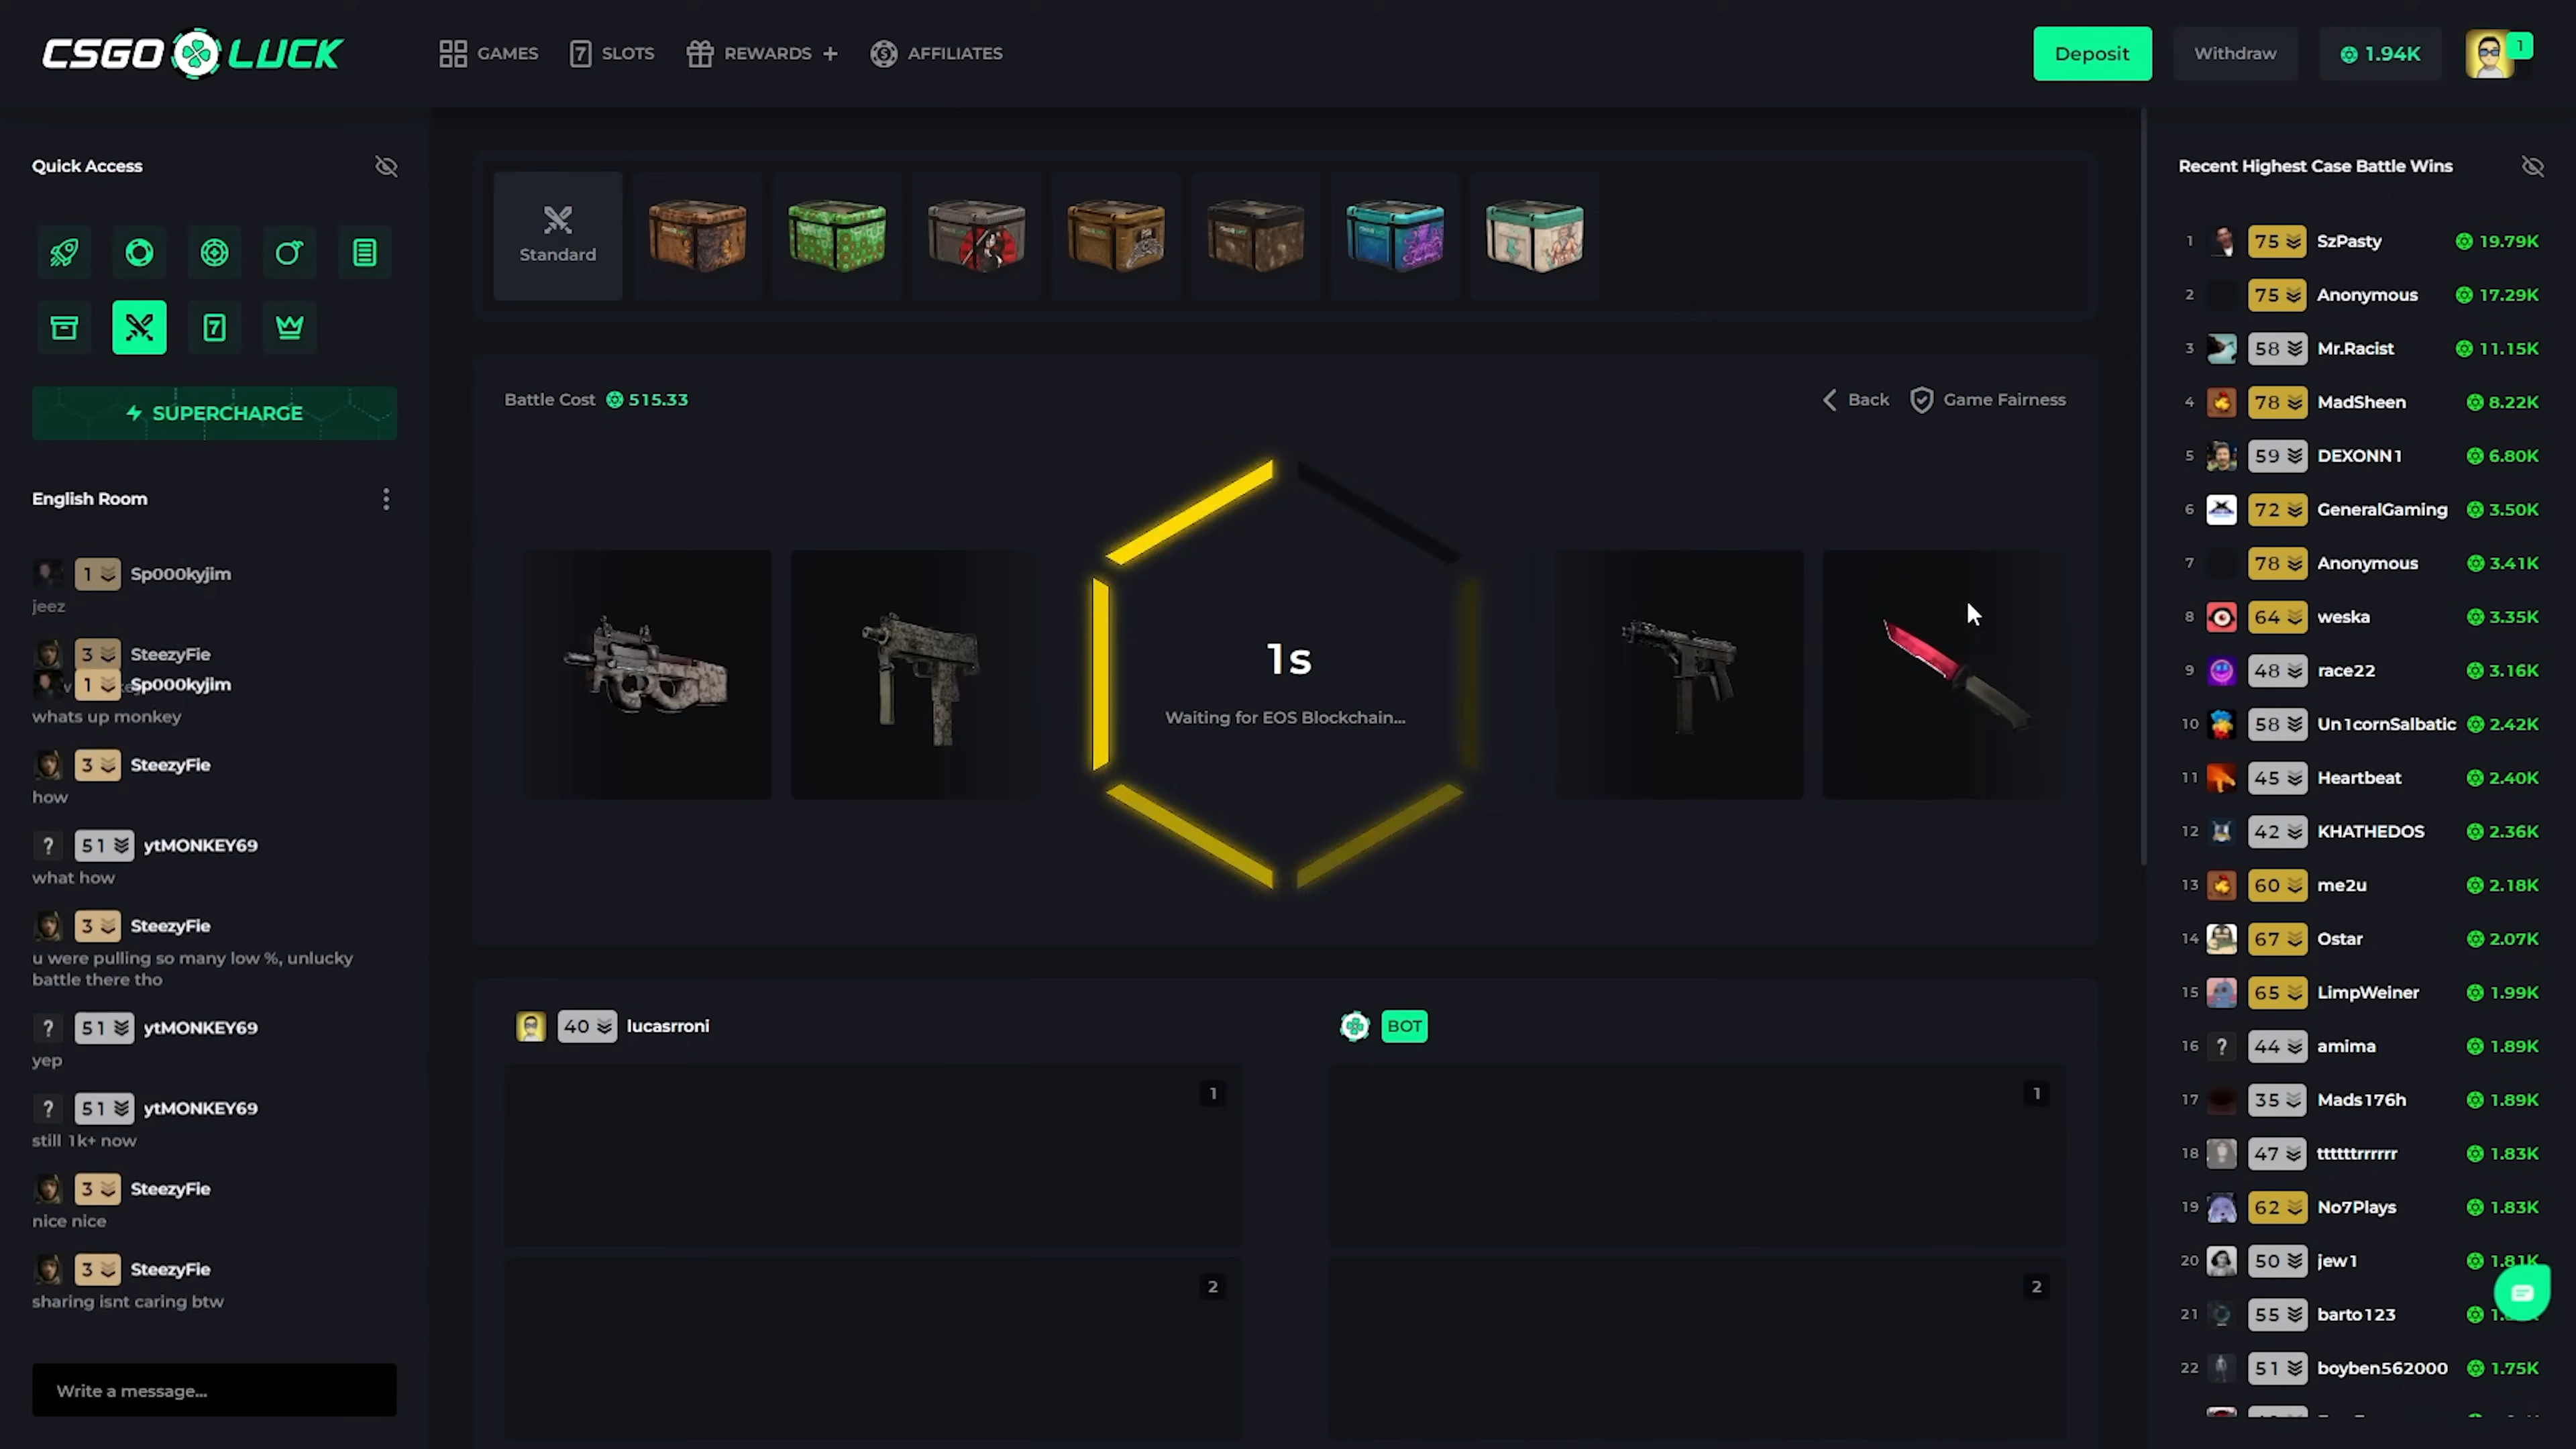 CSGO LUCK
GAMES
SLOTS
REWARDS +
AFFILIATES
Deposit
Withdraw
1.94K
1
Quick Access
SUPERCHARGE
English Room
1 Sp000kyjim
jeez
3 SteezyFie
1 Sp000kyjim
whats up monkey
3 SteezyFie
how
? 51 ytMONKEY69
what how
3 SteezyFie
u were pulling so many low %, unlucky
battle there tho
? 51 ytMONKEY69
yep
? 51 ytMONKEY69
still 1k+ now
3 SteezyFie
nice nice
3 SteezyFie
sharing isnt caring btw
Write a message...
Standard
Battle Cost 515.33
Back
Game Fairness
1s
Waiting for EOS Blockchain...
40 lucasrroni
BOT
1
1
2
2
Recent Highest Case Battle Wins
1 75 SzPasty 19.79K
2 75 Anonymous 17.29K
3 58 Mr.Racist 11.15K
4 78 MadSheen 8.22K
5 59 DEXONN1 6.80K
6 72 GeneralGaming 3.50K
7 78 Anonymous 3.41K
8 64 weska 3.35K
9 48 race22 3.16K
10 58 Un1cornSalbatic 2.42K
11 45 Heartbeat 2.40K
12 42 KHATHEDOS 2.36K
13 60 me2u 2.18K
14 67 Ostar 2.07K
15 65 LimpWeiner 1.99K
16 ? 44 amima 1.89K
17 35 Mads176h 1.89K
18 47 ttttttrrrrrr 1.83K
19 62 No7Plays 1.83K
20 50 jew1 1.81K
21 55 barto123
22 51 boyben562000 1.75K